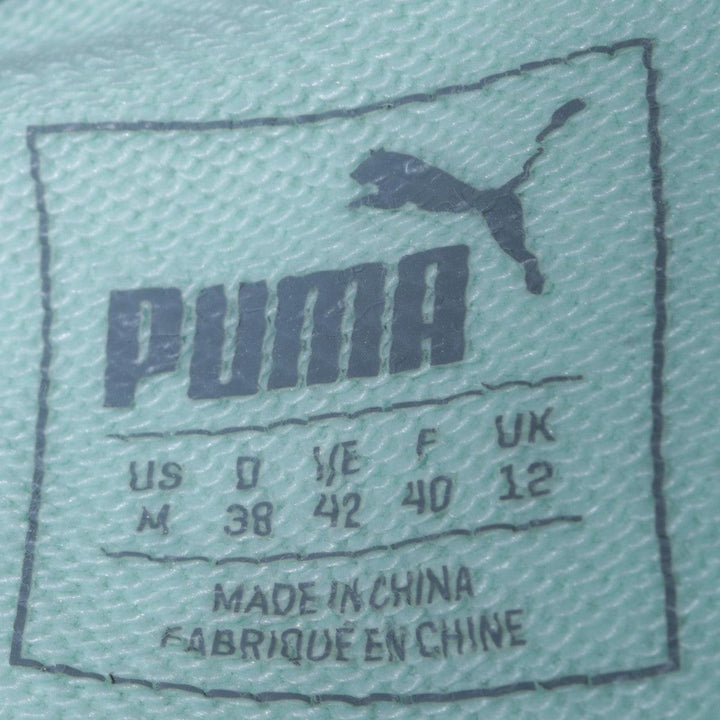 PUMA
US D I/E F UK
M 38 42 40 12
MADE IN CHINA
FABRIQUÉ EN CHINE